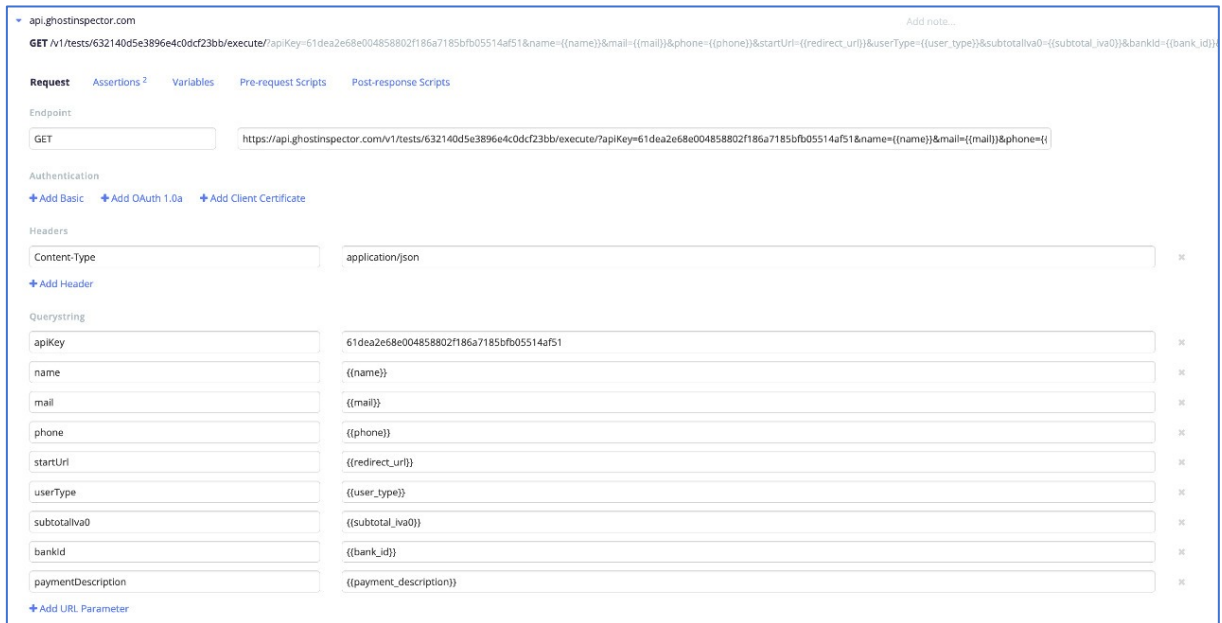 api.ghostinspector.com Add note...
GET /v1/tests/632140d5e3896e4c0dcf23bb/execute/?apiKey=61dea2e68e004858802f186a7185bfb05514af51&name={{name}}&mail={{mail}}&phone={{phone}}&startUrl={{redirect_url}}&userType={{user_type}}&subtotalIva0={{subtotal_iva0}}&bankId={{bank_id}}&
Request Assertions 2 Variables Pre-request Scripts Post-response Scripts
Endpoint
GET https://api.ghostinspector.com/v1/tests/632140d5e3896e4c0dcf23bb/execute/?apiKey=61dea2e68e004858802f186a7185bfb05514af51&name={{name}}&mail={{mail}}&phone={{
Authentication
+ Add Basic + Add OAuth 1.0a + Add Client Certificate
Headers
Content-Type application/json
+ Add Header
Querystring
apiKey 61dea2e68e004858802f186a7185bfb05514af51
name {{name}}
mail {{mail}}
phone {{phone}}
startUrl {{redirect_url}}
userType {{user_type}}
subtotalIva0 {{subtotal_iva0}}
bankId {{bank_id}}
paymentDescription {{payment_description}}
+ Add URL Parameter